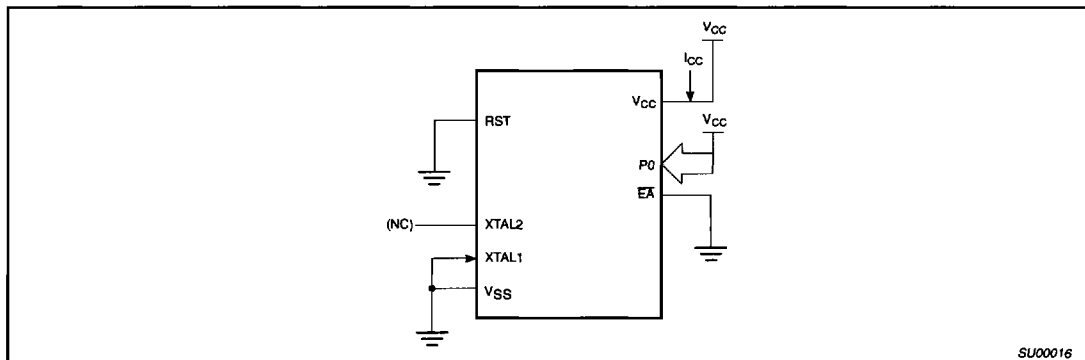 VCC
ICC
VCC
RST
VCC
P0
EA
(NC)
XTAL2
XTAL1
VSS
SU00016